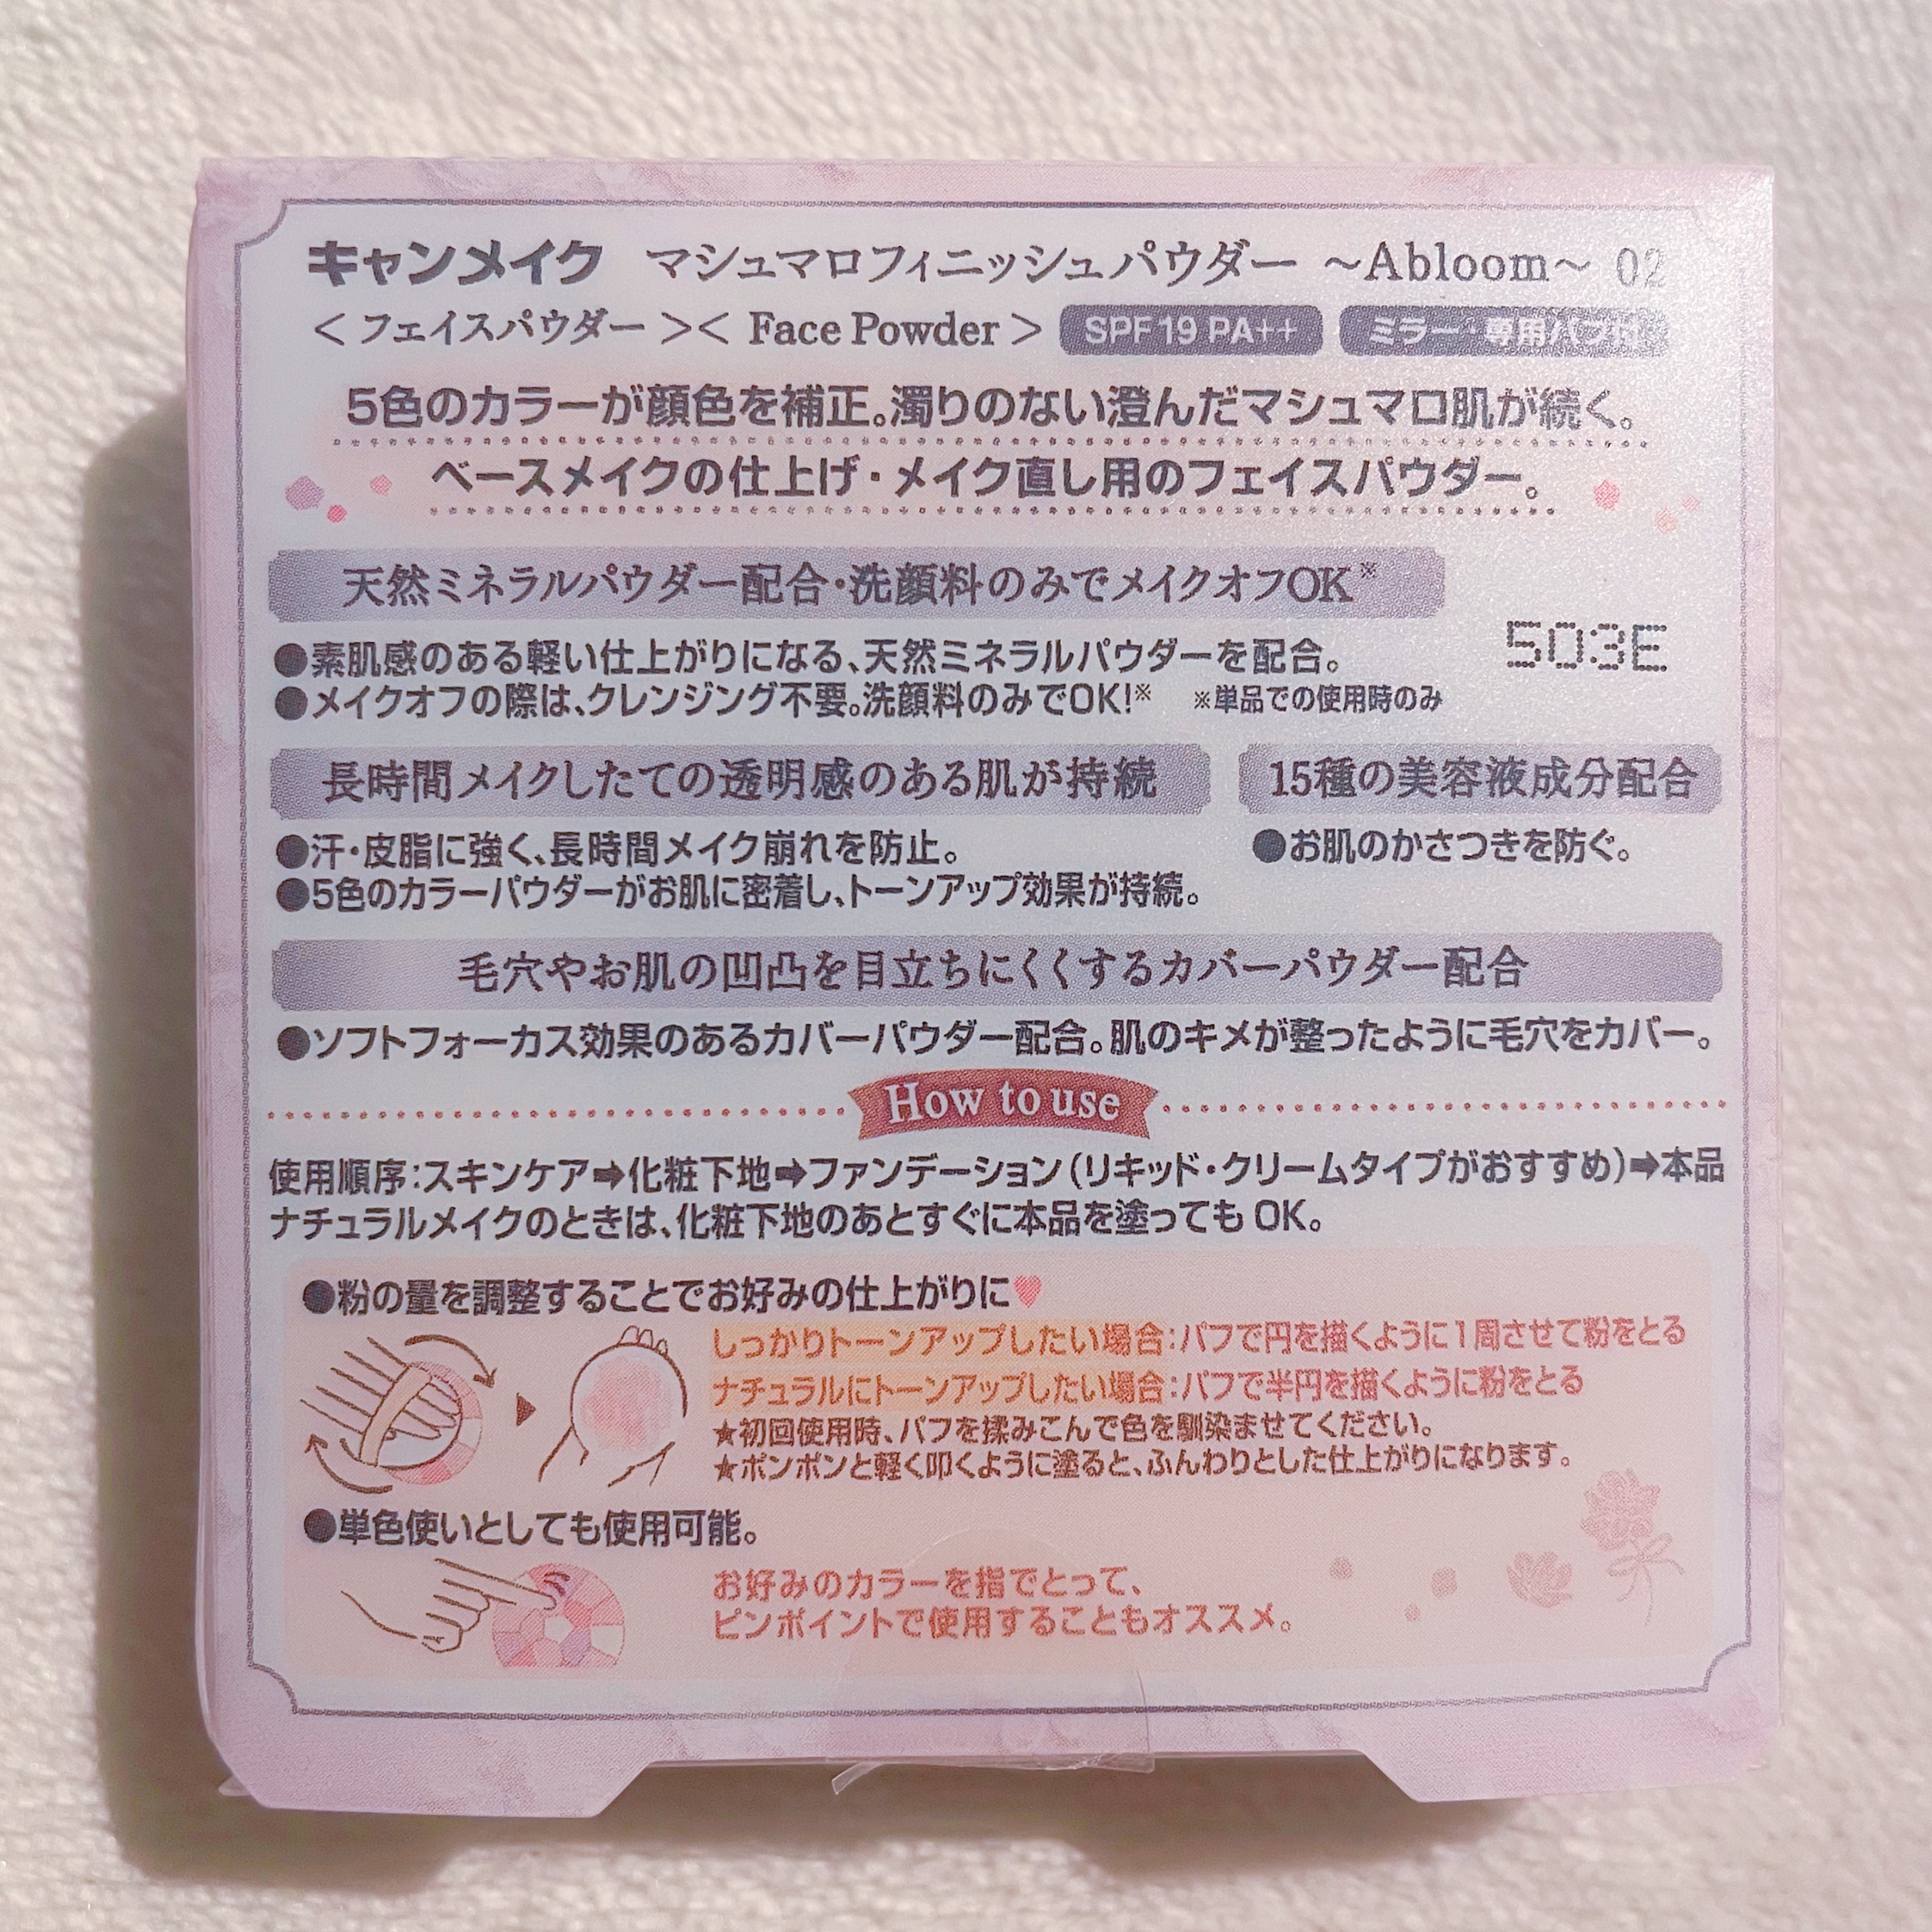 キャンメイク マシュマロフィニッシュパウダー ～Abloom～ 02
＜フェイスパウダー＞＜ Face Powder ＞ SPF19 PA++ ミラー・専用パフ付
5色のカラーが顔色を補正。濁りのない澄んだマシュマロ肌が続く。
ベースメイクの仕上げ・メイク直し用のフェイスパウダー。
天然ミネラルパウダー配合・洗顔料のみでメイクオフOK※
●素肌感のある軽い仕上がりになる、天然ミネラルパウダーを配合。
503E
●メイクオフの際は、クレンジング不要。洗顔料のみでOK!※ ※単品での使用時のみ
長時間メイクしたての透明感のある肌が持続
●汗・皮脂に強く、長時間メイク崩れを防止。
●5色のカラーパウダーがお肌に密着し、トーンアップ効果が持続。
15種の美容液成分配合
●お肌のかさつきを防ぐ。
毛穴やお肌の凹凸を目立ちにくくするカバーパウダー配合
●ソフトフォーカス効果のあるカバーパウダー配合。肌のキメが整ったように毛穴をカバー。
How to use
使用順序：スキンケア➡化粧下地➡ファンデーション（リキッド・クリームタイプがおすすめ）➡本品
ナチュラルメイクのときは、化粧下地のあとすぐに本品を塗ってもOK。
●粉の量を調整することでお好みの仕上がりに♥
しっかりトーンアップしたい場合：パフで円を描くように1周させて粉をとる
ナチュラルにトーンアップしたい場合：パフで半円を描くように粉をとる
★初回使用時、パフを揉みこんで色を馴染ませてください。
★ポンポンと軽く叩くように塗ると、ふんわりとした仕上がりになります。
●単色使いとしても使用可能。
お好みのカラーを指でとって、
ピンポイントで使用することもオススメ。